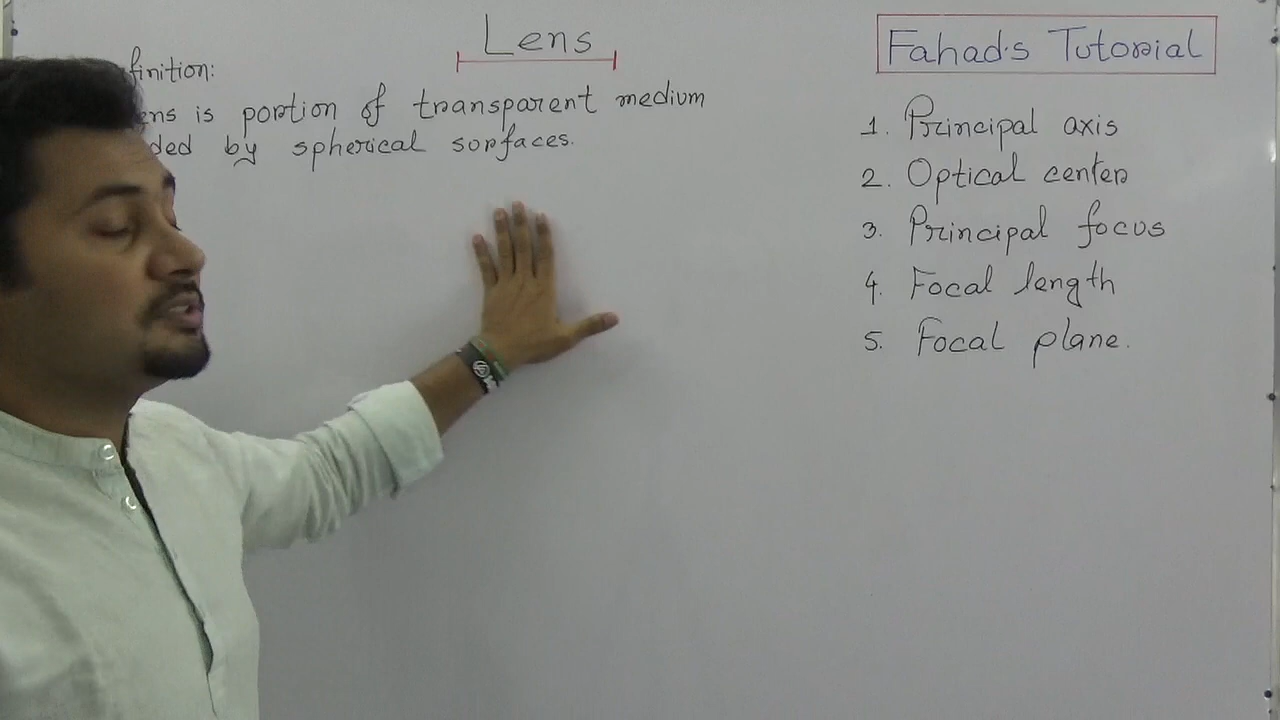 Lens
finition:
ens is portion of transparent medium
ded by spherical surfaces.
Fahad's Tutorial
1. Principal axis
2. Optical center
3. Principal focus
4. Focal length
5. Focal plane.